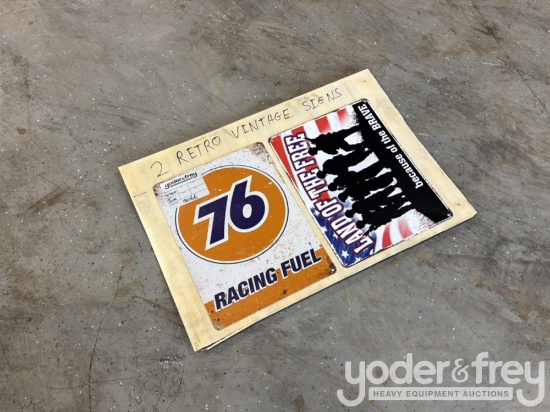 2 RETRO VINTAGE SIGNS
yoder&frey
76
RACING FUEL
LAND OF THE FREE
because of the BRAVE.
yoder&frey
HEAVY EQUIPMENT AUCTIONS